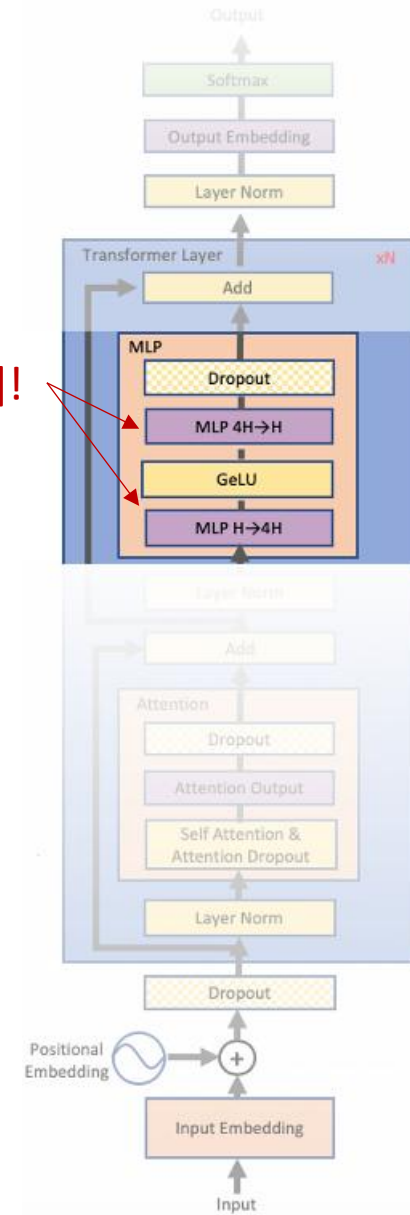 Output
Softmax
Output Embedding
Layer Norm
Transformer Layer
xN
Add
MLP
Dropout
MLP 4H→H
!
GeLU
MLP H→4H
Layer Norm
Add
Attention
Dropout
Attention Output
Self Attention &
Attention Dropout
Layer Norm
Dropout
Positional
Embedding
+
Input Embedding
Input